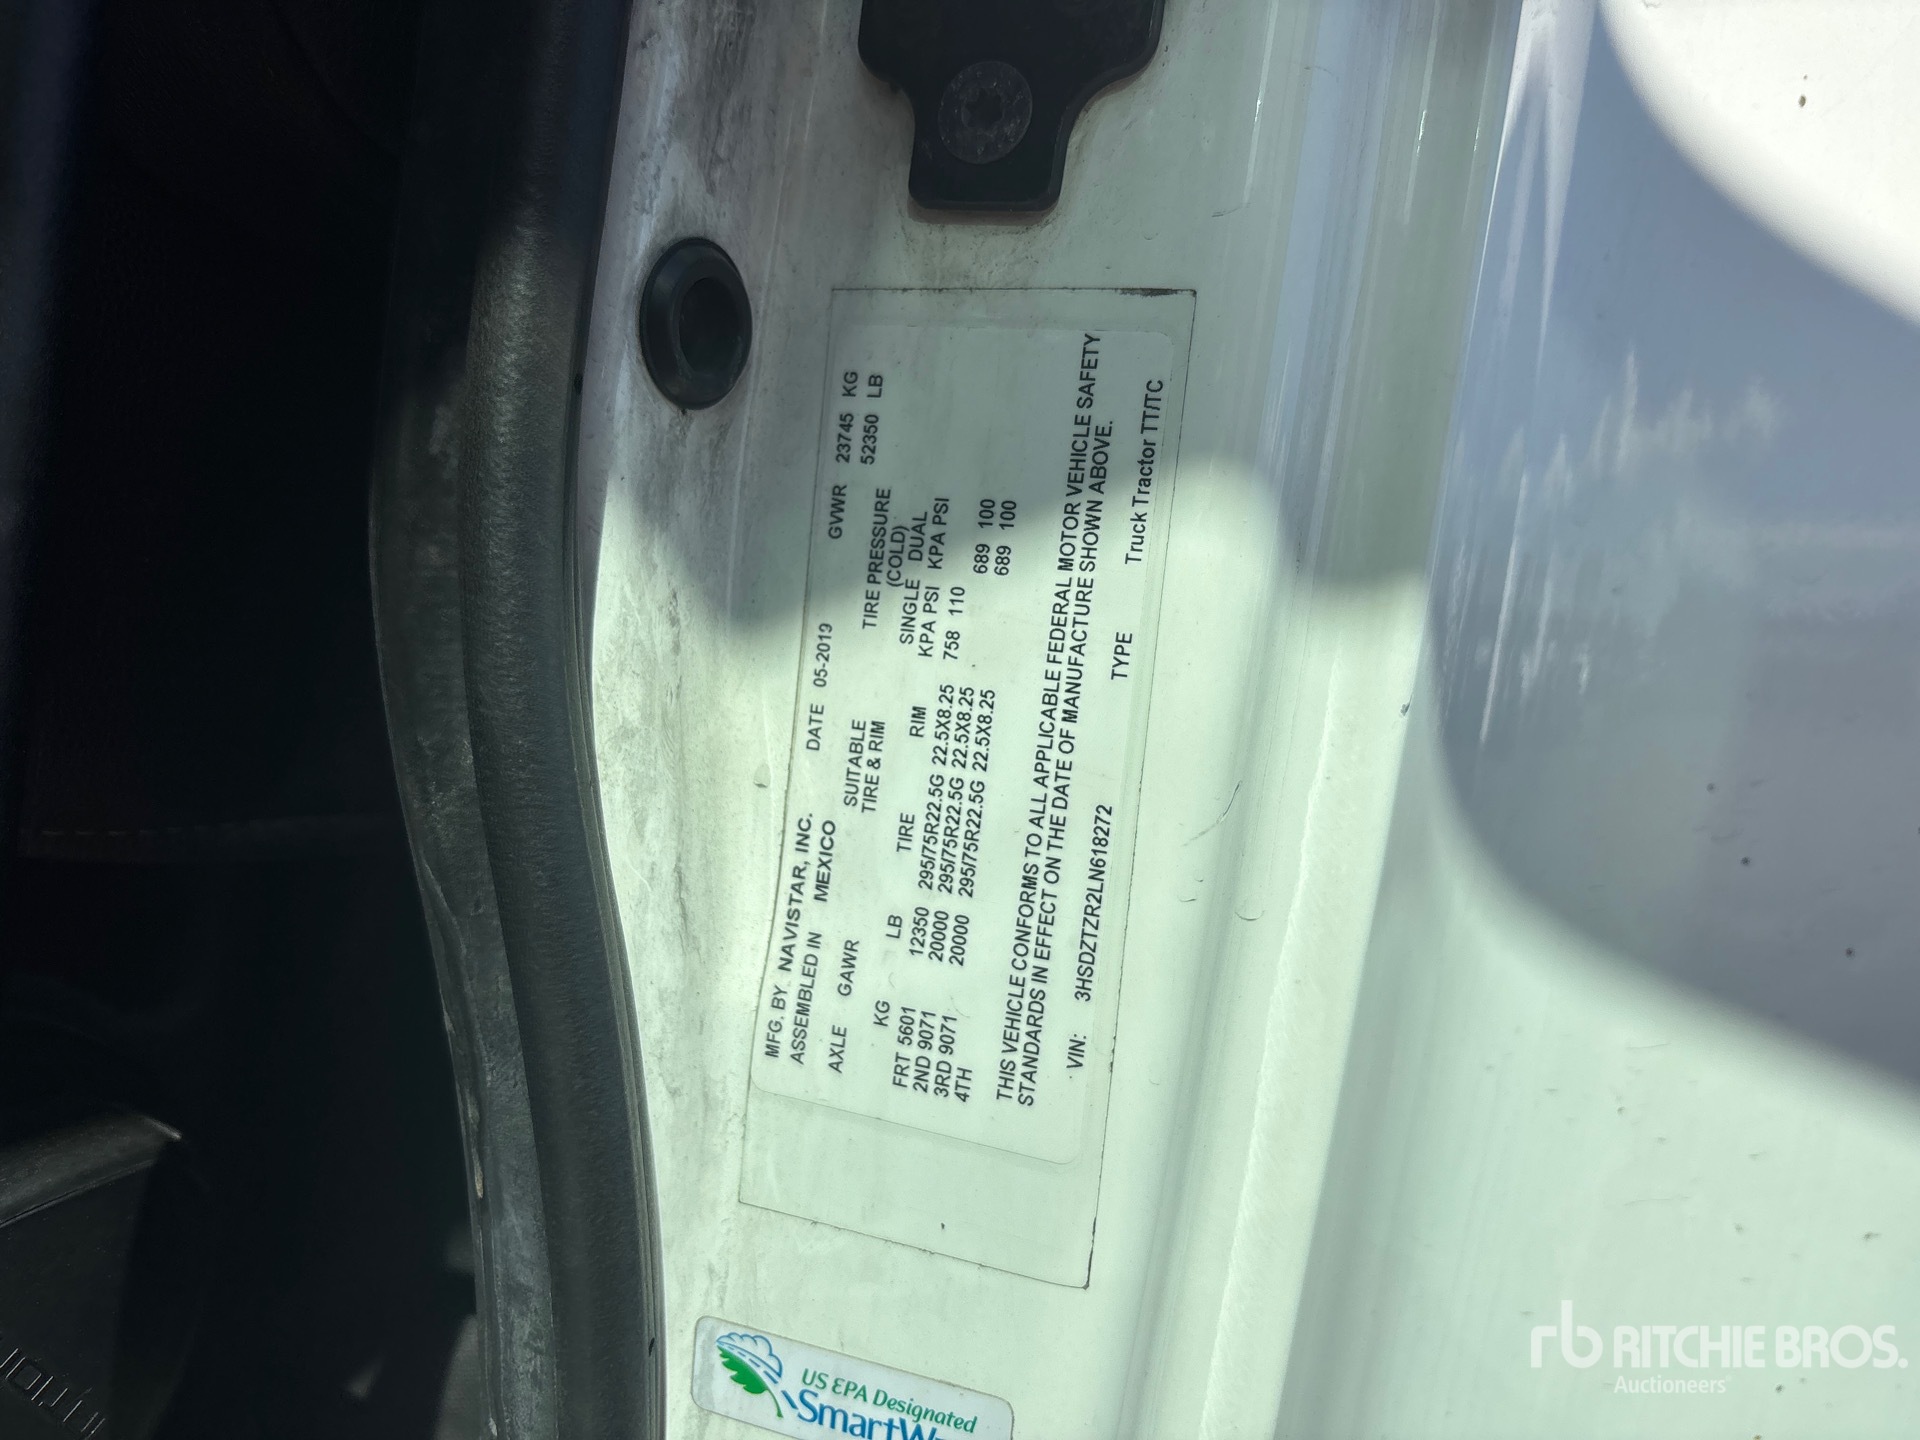 MFG. BY NAVISTAR, INC. DATE 05-2019 GVWR 23745 KG
ASSEMBLED IN MEXICO 52350 LB
AXLE GAWR SUITABLE TIRE PRESSURE
TIRE & RIM (COLD)
SINGLE DUAL
KG LB TIRE RIM KPA PSI KPA PSI
FRT 5601 12350 295/75R22.5G 22.5X8.25 758 110
2ND 9071 20000 295/75R22.5G 22.5X8.25 689 100
3RD 9071 20000 295/75R22.5G 22.5X8.25 689 100
4TH
THIS VEHICLE CONFORMS TO ALL APPLICABLE FEDERAL MOTOR VEHICLE SAFETY
STANDARDS IN EFFECT ON THE DATE OF MANUFACTURE SHOWN ABOVE.
VIN: 3HSDZTZR2LN618272 TYPE Truck Tractor TT/TC
US EPA Designated
rb RITCHIE BROS.
Auctioneers